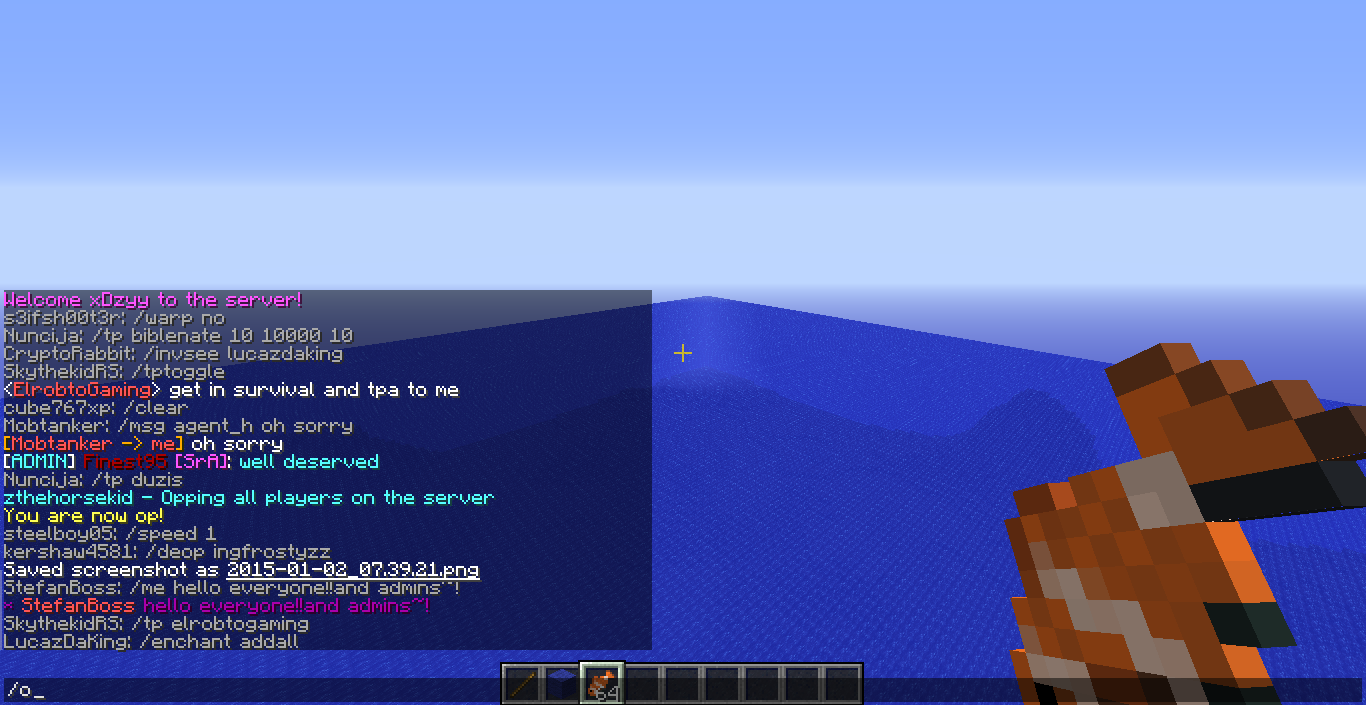 Welcome xDzyy to the server!
s3ifsh00t3r: /warp no
Nuncija: /tp biblenate 10 10000 10
CryptoRabbit: /invsee lucazdaking
SkythekidRS: /tptoggle
<ElrobtoGaming> get in survival and tpa to me
cube767xp: /clear
Mobtanker: /msg agent_h oh sorry
[Mobtanker -> me] oh sorry
[ADMIN] Finest95 [SrA]: well deserved
Nuncija: /tp duzis
zthehorsekid - Opping all players on the server
You are now op!
steelboy05: /speed 1
kershaw4581: /deop ingfrostyzz
Saved screenshot as 2015-01-02_07.39.21.png
StefanBoss: /me hello everyone!!and admins~!
* StefanBoss hello everyone!!and admins~!
SkythekidRS: /tp elrobtogaming
LucazDaKing: /enchant addall
64
/o_